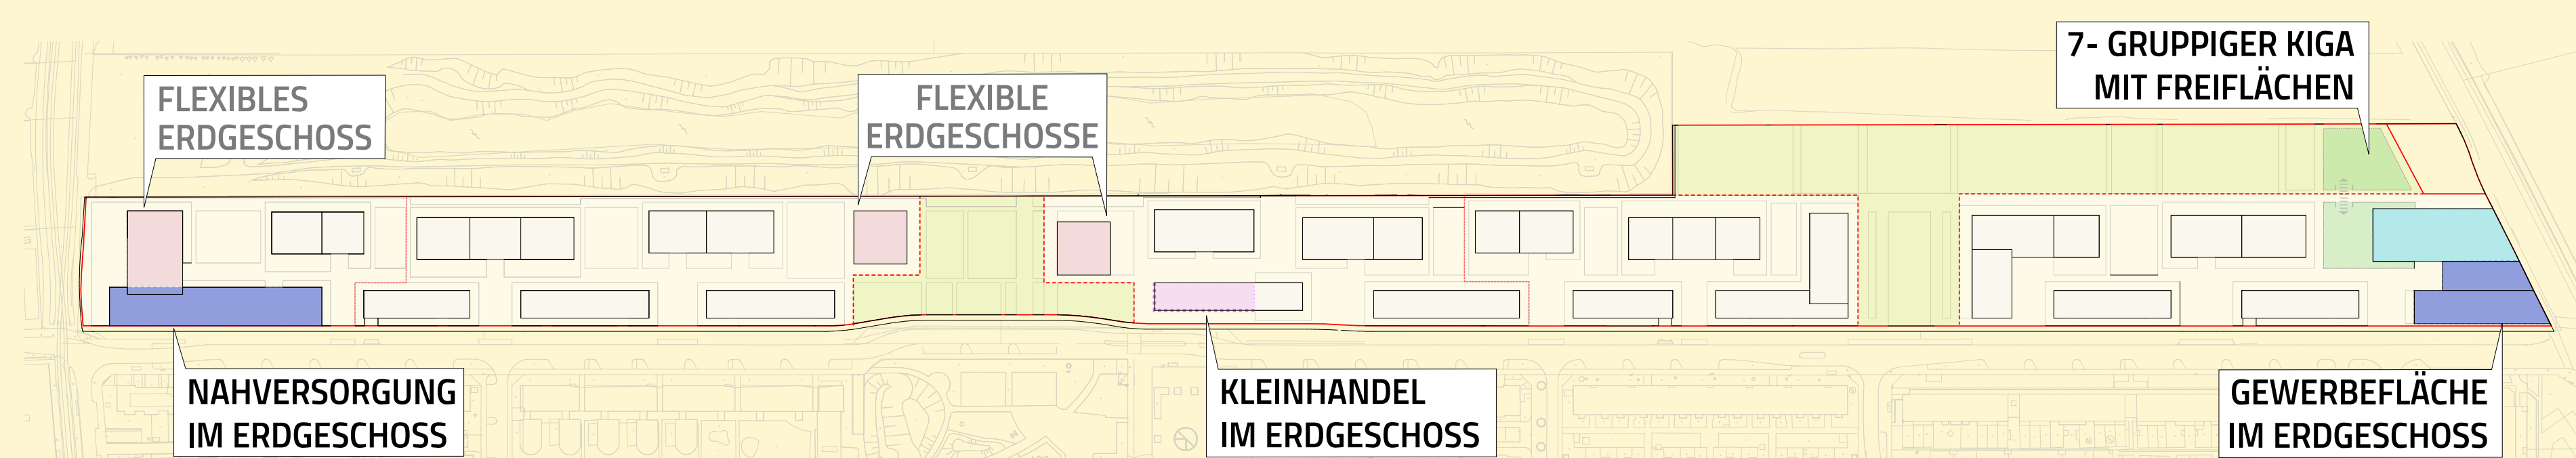 FLEXIBLES
ERDGESCHOSS
FLEXIBLE
ERDGESCHOSSE
7- GRUPPIGER KIGA
MIT FREIFLÄCHEN
NAHVERSORGUNG
IM ERDGESCHOSS
KLEINHANDEL
IM ERDGESCHOSS
GEWERBEFLÄCHE
IM ERDGESCHOSS